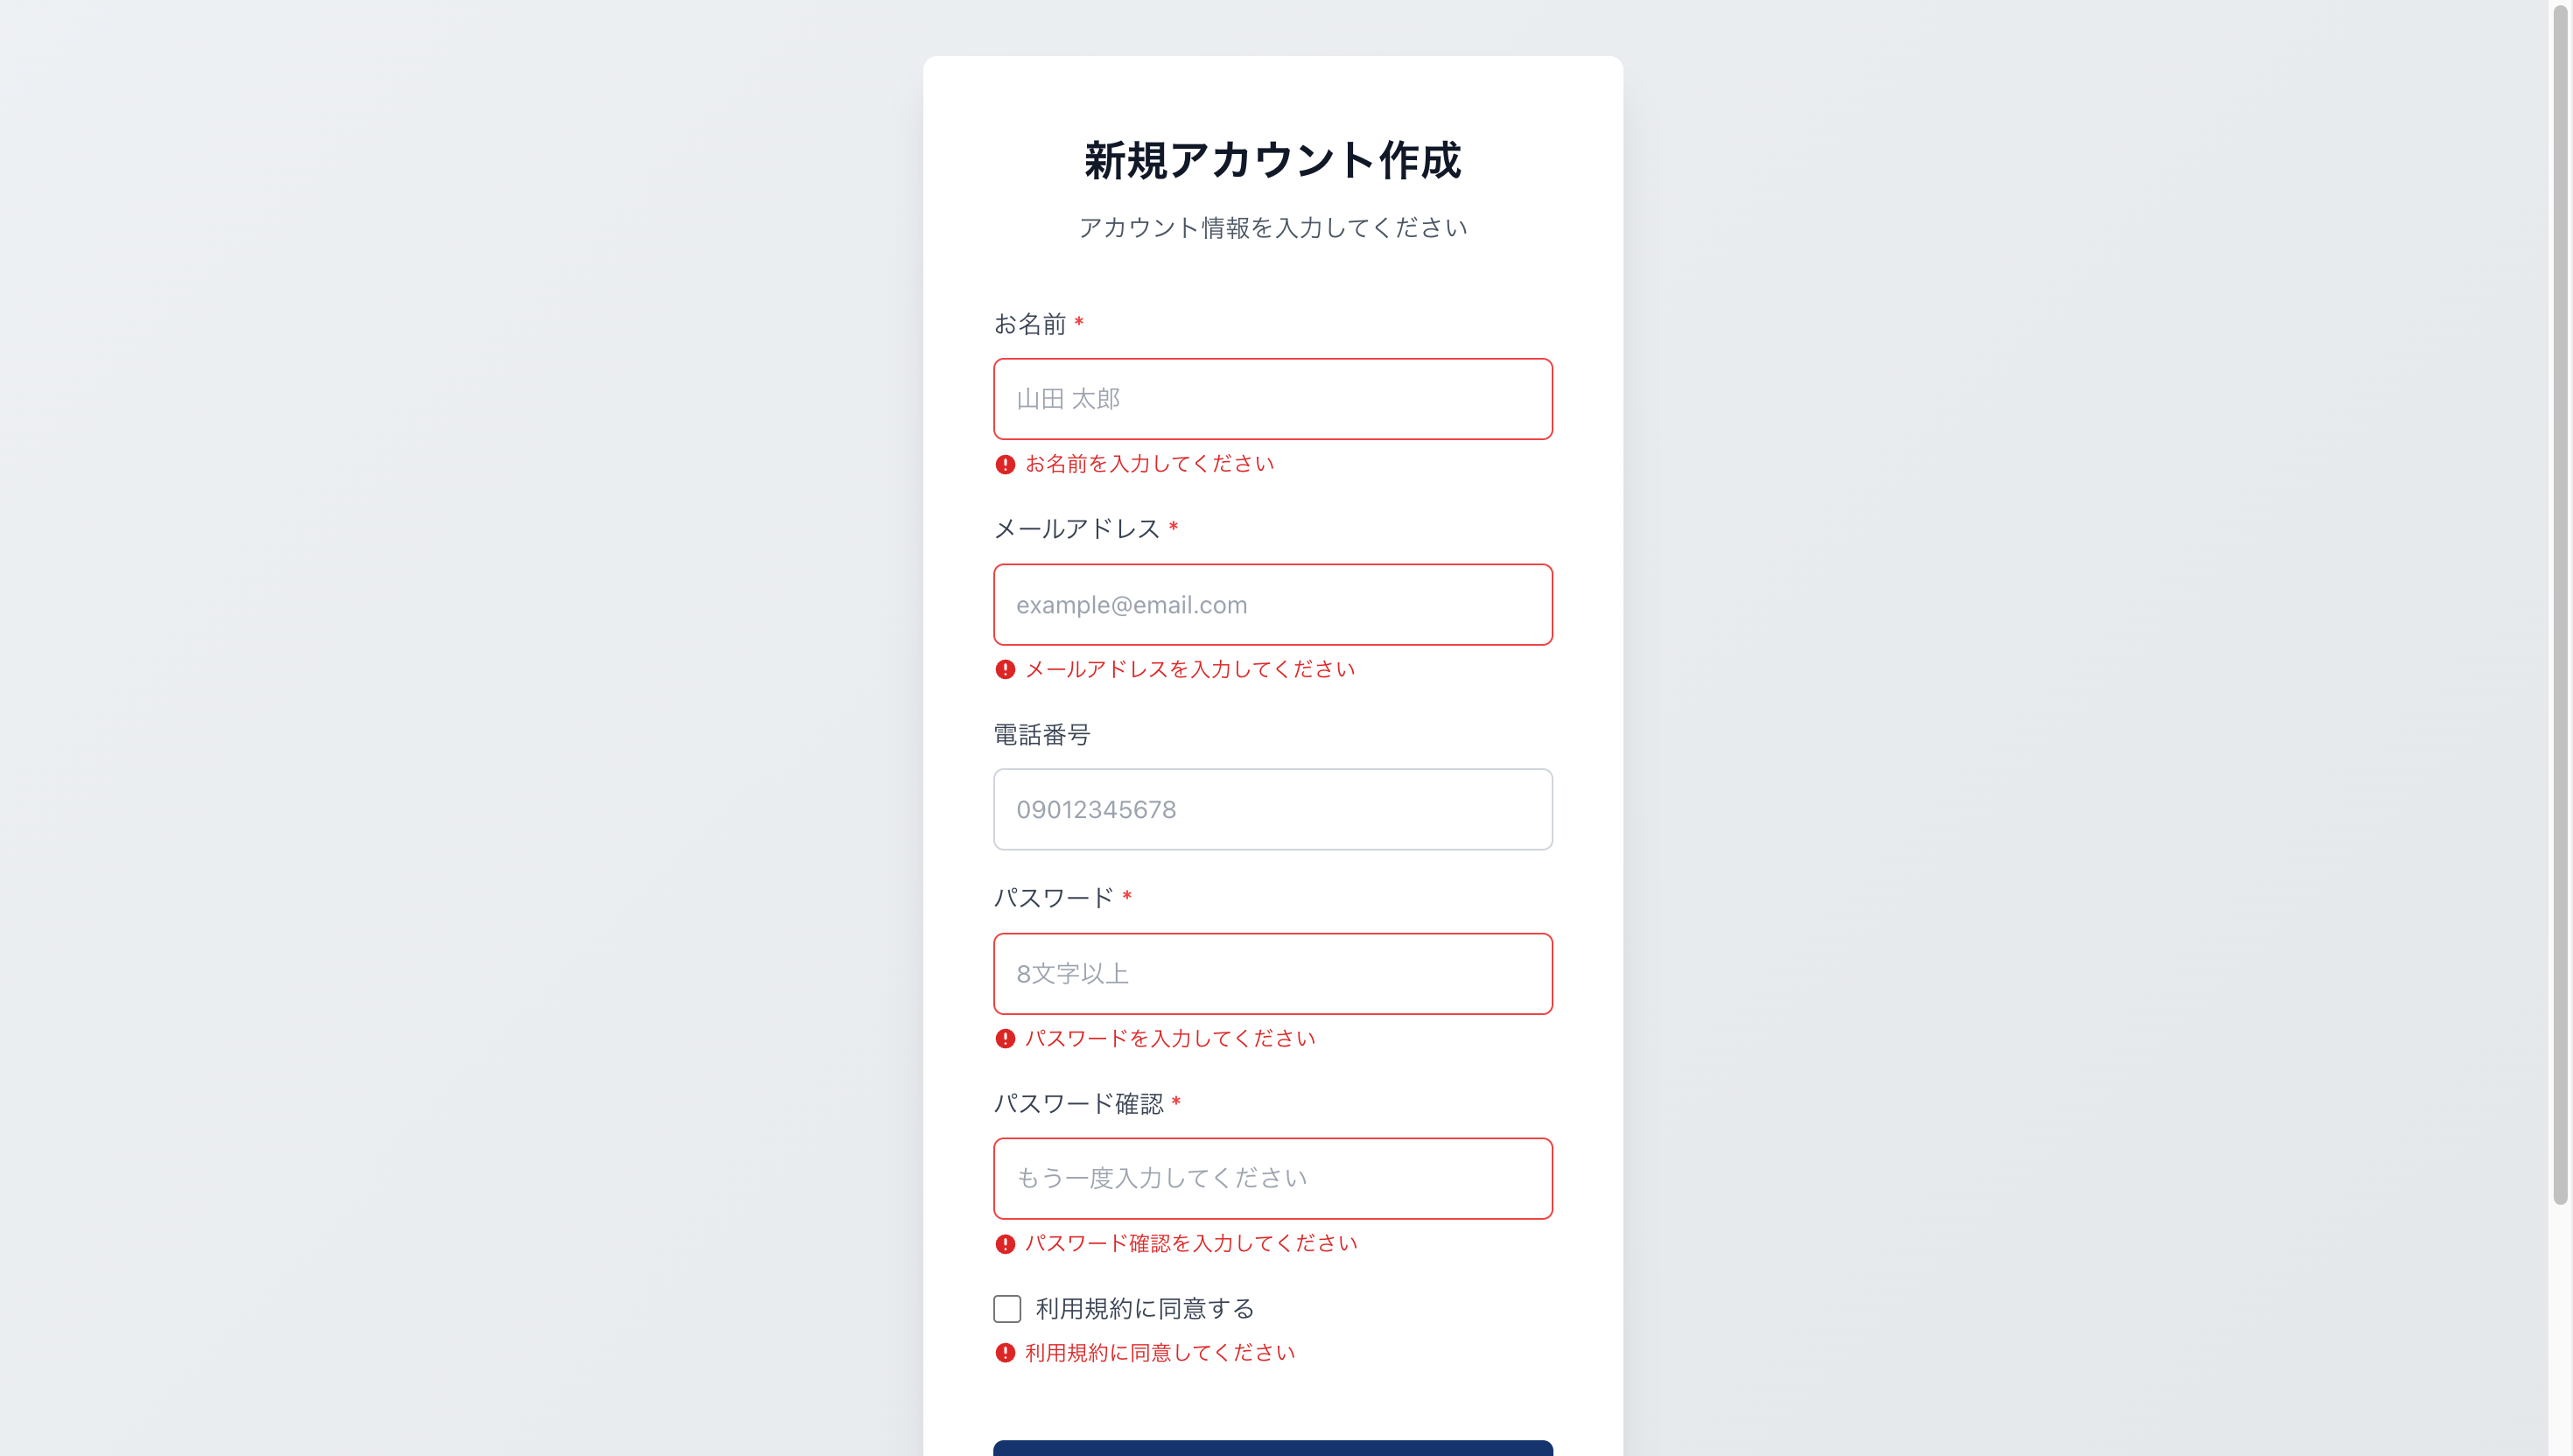 新規アカウント作成
アカウント情報を入力してください
お名前 *
山田 太郎
お名前を入力してください
メールアドレス *
example@email.com
メールアドレスを入力してください
電話番号
09012345678
パスワード *
8文字以上
パスワードを入力してください
パスワード確認 *
もう一度入力してください
パスワード確認を入力してください
利用規約に同意する
利用規約に同意してください